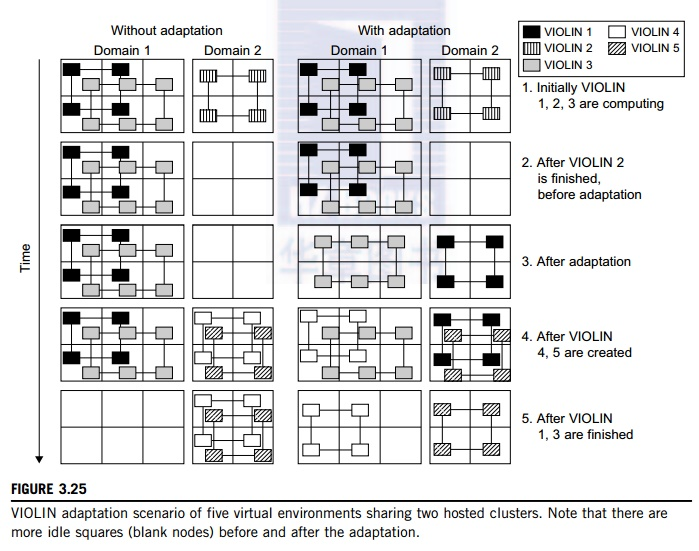 Without adaptation
With adaptation
Domain 1
Domain 2
Domain 1
Domain 2
VIOLIN 1
VIOLIN 4
VIOLIN 2
VIOLIN 5
VIOLIN 3
1. Initially VIOLIN
1, 2, 3 are computing
2. After VIOLIN 2
is finished,
before adaptation
Time
3. After adaptation
4. After VIOLIN
4, 5 are created
5. After VIOLIN
1, 3 are finished
FIGURE 3.25
VIOLIN adaptation scenario of five virtual environments sharing two hosted clusters. Note that there are
more idle squares (blank nodes) before and after the adaptation.